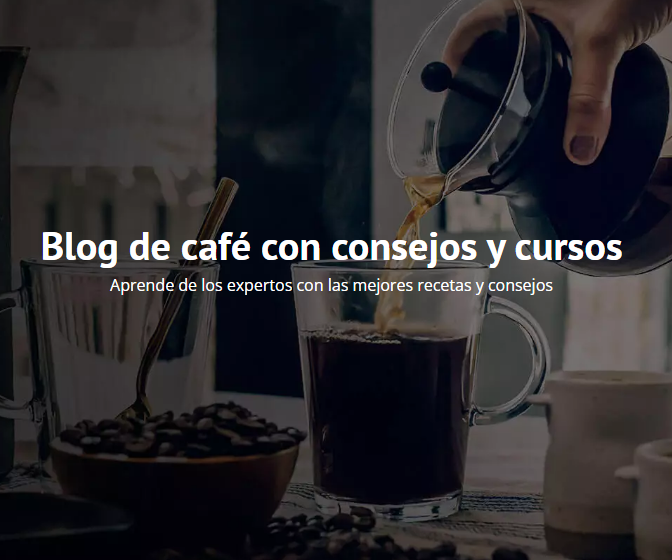 Blog de café con consejos y cursos
Aprende de los expertos con las mejores recetas y consejos